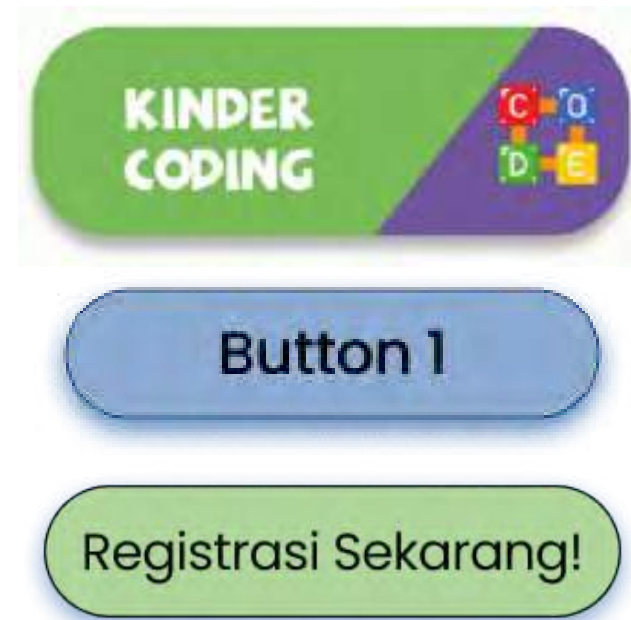 KINDER
CODING
C O
D E
Button 1
Registrasi Sekarang!